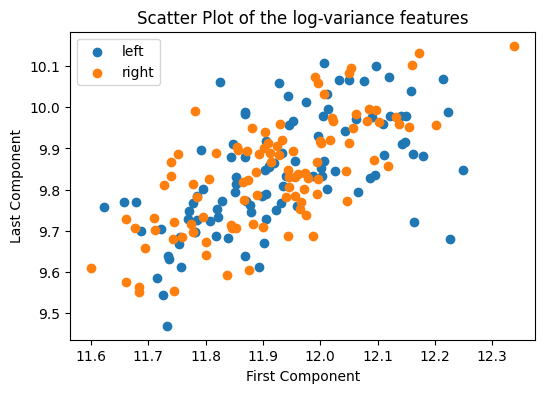 Scatter Plot of the log-variance features
left
right
Last Component
10.1
10.0
9.9
9.8
9.7
9.6
9.5
11.6 11.7 11.8 11.9 12.0 12.1 12.2 12.3
First Component